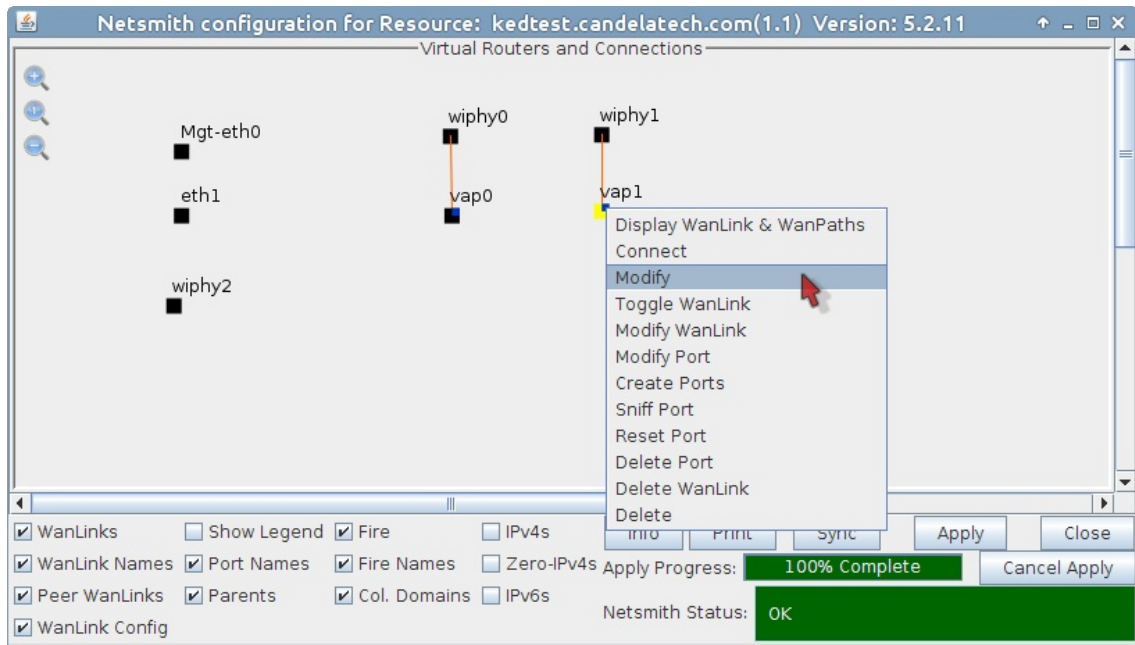 Netsmith configuration for Resource: kedtest.candelatech.com(1.1) Version: 5.2.11
Virtual Routers and Connections
wiphy0
wiphy1
Mgt-eth0
eth1
vap0
vap1
wiphy2
Display WanLink & WanPaths
Connect
Modify
Toggle WanLink
Modify WanLink
Modify Port
Create Ports
Sniff Port
Reset Port
Delete Port
Delete WanLink
Delete
WanLinks Show Legend Fire IPv4s Info Print Sync Apply Close
WanLink Names Port Names Fire Names Zero-IPv4s Apply Progress: 100% Complete Cancel Apply
Peer WanLinks Parents Col. Domains IPv6s
Netsmith Status: OK
WanLink Config